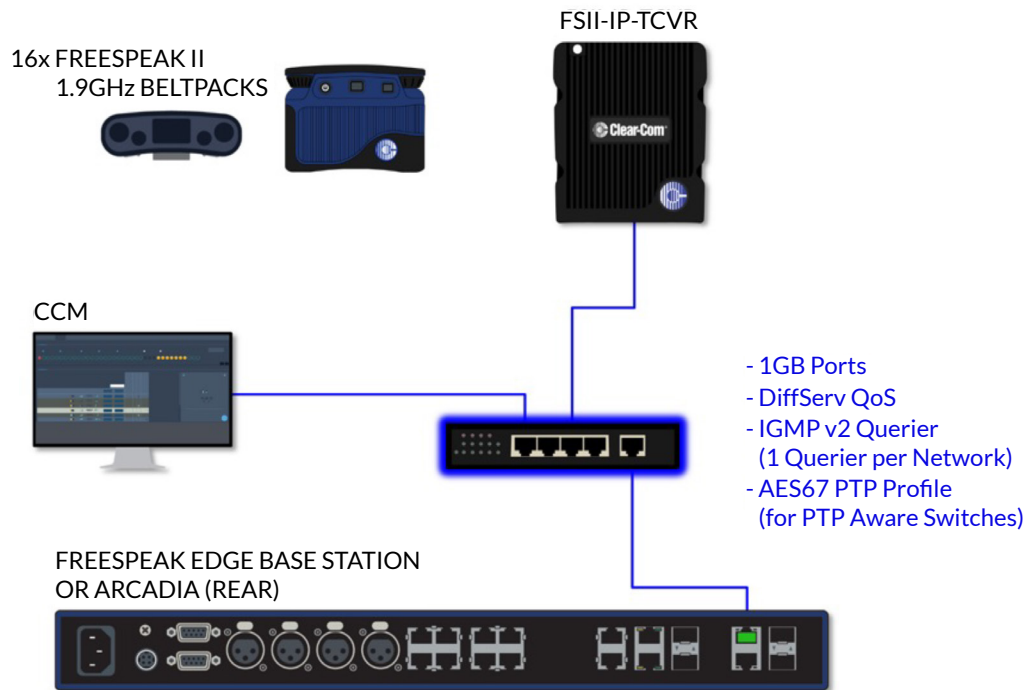 FSII-IP-TCVR
16x FREESPEAK II
1.9GHz BELTPACKS
Clear-Com
CCM
- 1GB Ports
- DiffServ QoS
- IGMP v2 Querier
(1 Querier per Network)
- AES67 PTP Profile
(for PTP Aware Switches)
FREESPEAK EDGE BASE STATION
OR ARCADIA (REAR)